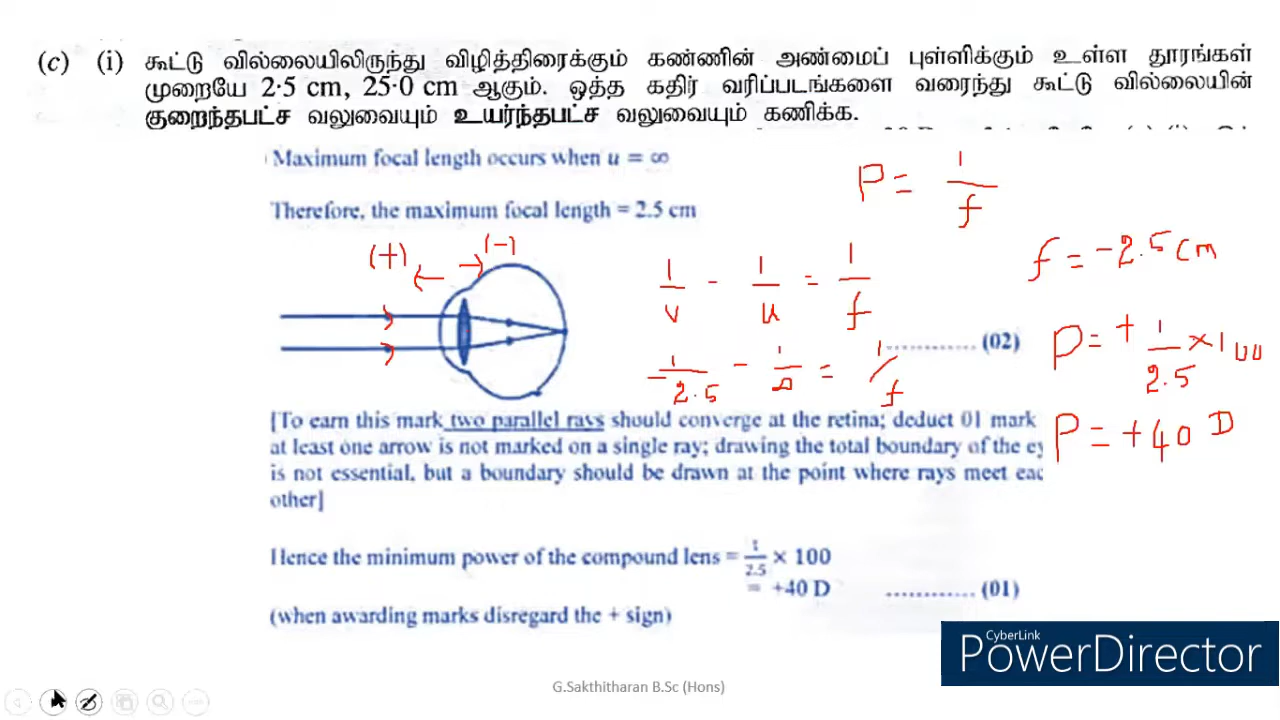 (c) (i) கூட்டு வில்லையிலிருந்து விழித்திரைக்கும் கண்ணின் அண்மைப் புள்ளிக்கும் உள்ள தூரங்கள்
முறையே 2·5 cm, 25·0 cm ஆகும். ஒத்த கதிர் வரிப்படங்களை வரைந்து கூட்டு வில்லையின்
குறைந்தபட்ச வலுவையும் உயர்ந்தபட்ச வலுவையும் கணிக்க.
Maximum focal length occurs when u = ∞
P = 1/f
Therefore, the maximum focal length = 2.5 cm
(+) (-)
f = -2.5 cm
1/v - 1/u = 1/f
............... (02)
P = + 1/2.5 × 100
- 1/2.5 - 1/∞ = 1/f
[To earn this mark two parallel rays should converge at the retina; deduct 01 mark
P = +40 D
at least one arrow is not marked on a single ray; drawing the total boundary of the ey
is not essential, but a boundary should be drawn at the point where rays meet eac
other]
Hence the minimum power of the compound lens = 1/2.5 × 100
= +40 D ............... (01)
(when awarding marks disregard the + sign)
CyberLink
PowerDirector
G.Sakthitharan B.Sc (Hons)